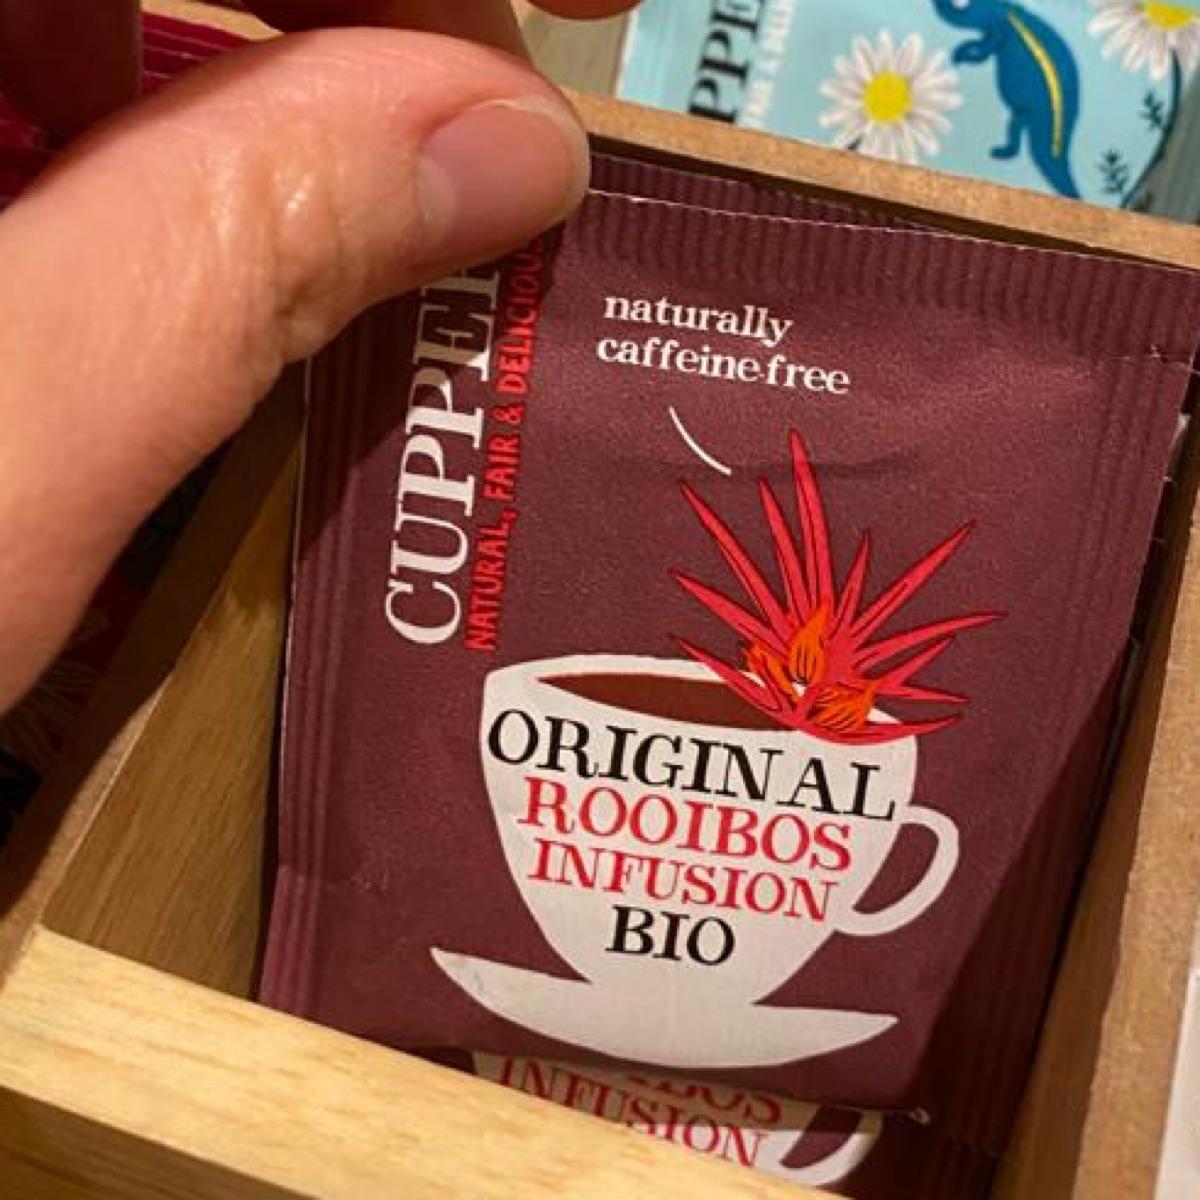 naturally
caffeine-free
NATURAL, FAIR & DELICIOUS
ORIGINAL
ROOIBOS
INFUSION
BIO
INFUSION